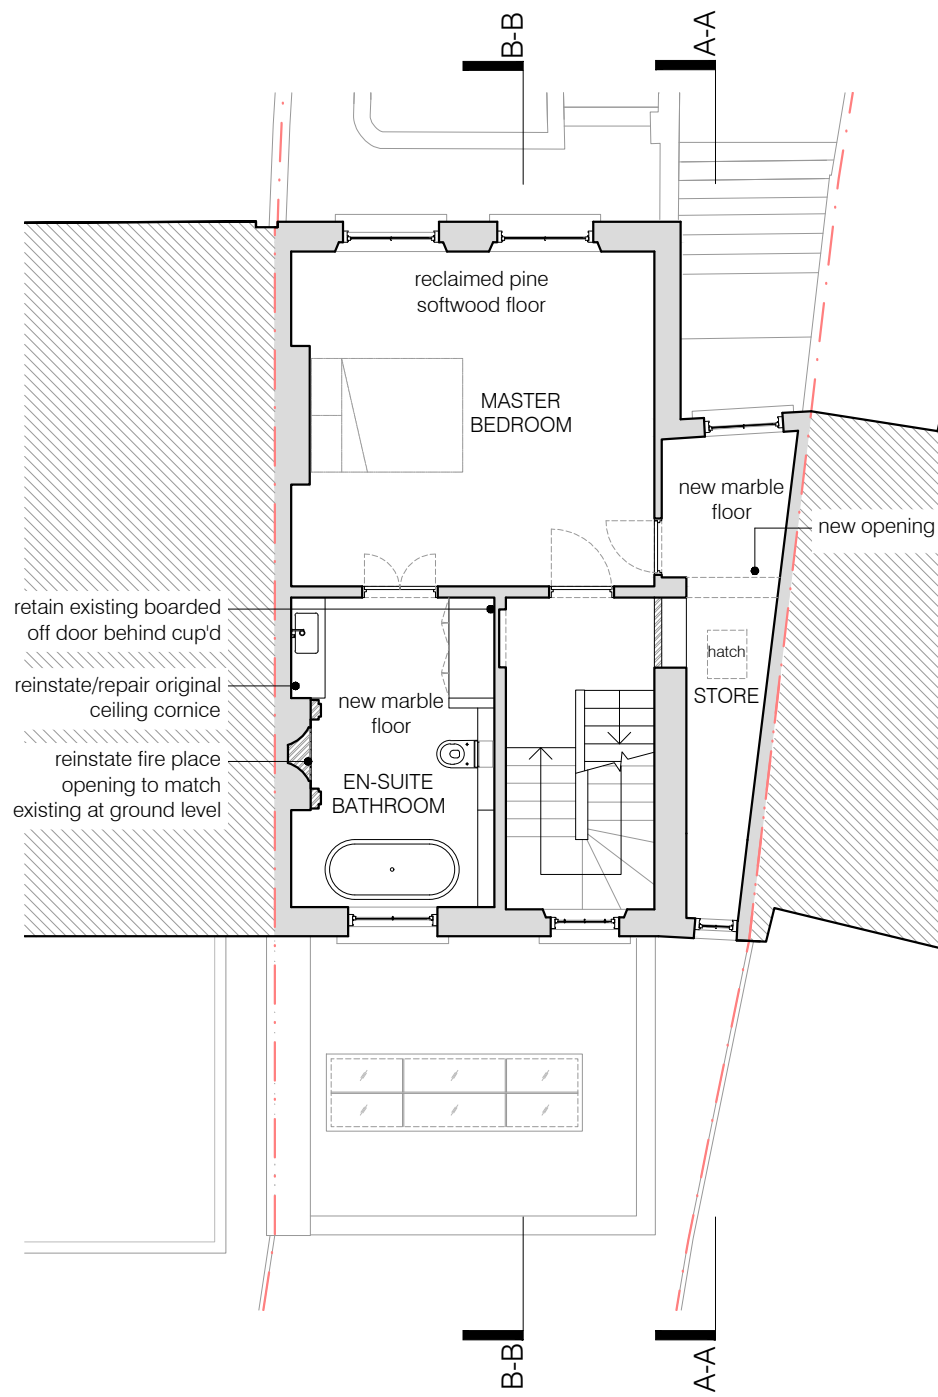 B-B
A-A
reclaimed pine
softwood floor
MASTER
BEDROOM
new marble
floor
new opening
retain existing boarded
off door behind cup'd
reinstate/repair original
ceiling cornice
reinstate fire place
opening to match
existing at ground level
new marble
floor
EN-SUITE
BATHROOM
hatch
STORE
B-B
A-A